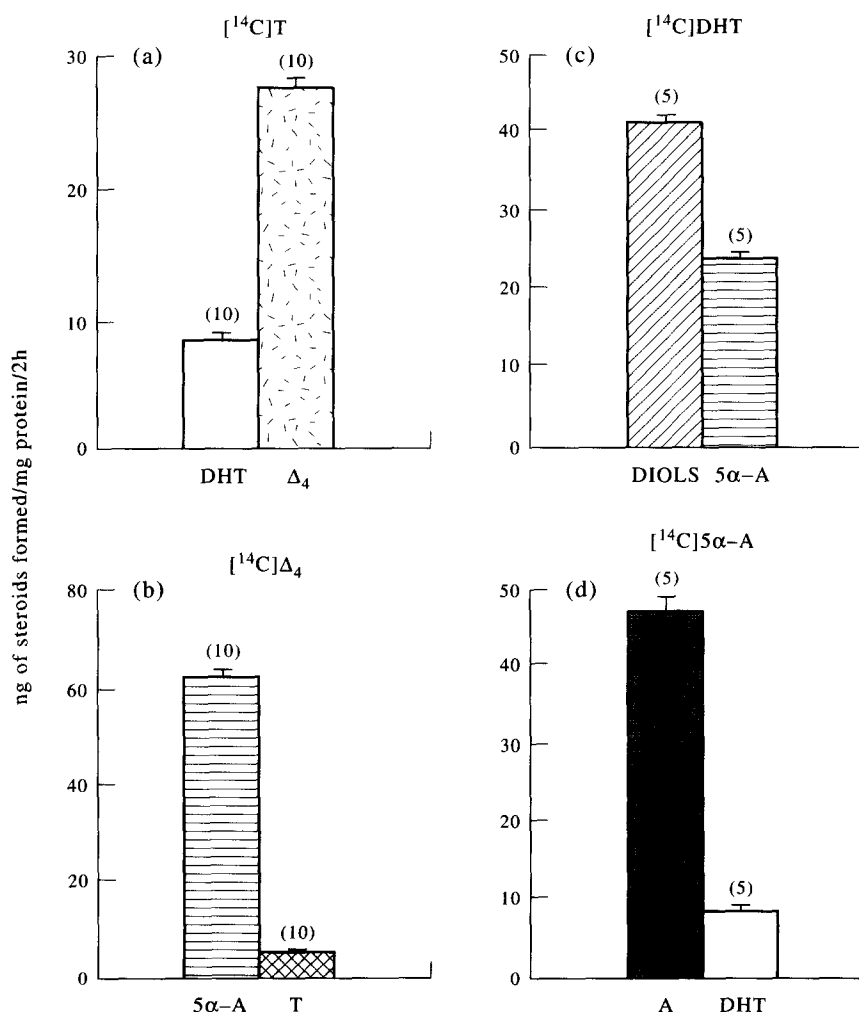 ng of steroids formed/mg protein/2h
[¹⁴C]T
(a)
30
20
10
0
(10)
(10)
DHT Δ₄
[¹⁴C]DHT
(c)
50
40
30
20
10
0
(5)
(5)
DIOLS 5α–A
[¹⁴C]Δ₄
(b)
80
60
40
20
0
(10)
(10)
5α–A T
[¹⁴C]5α–A
(d)
50
40
30
20
10
0
(5)
(5)
A DHT